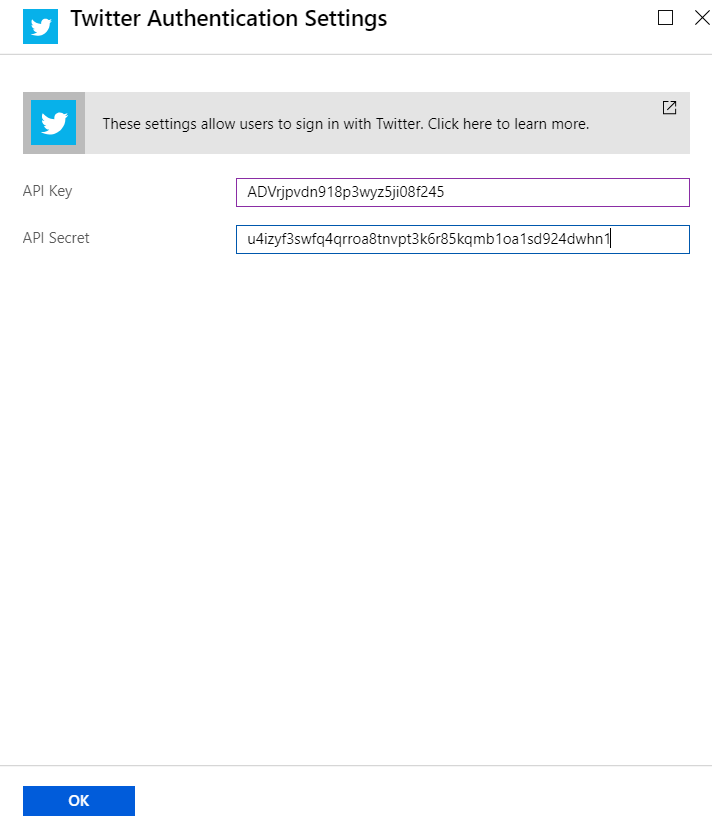 Twitter Authentication Settings
These settings allow users to sign in with Twitter. Click here to learn more.
API Key
ADVrjpvdn918p3wyz5ji08f245
API Secret
u4izyf3swfq4qrroa8tnvpt3k6r85kqmb1oa1sd924dwhn1
OK